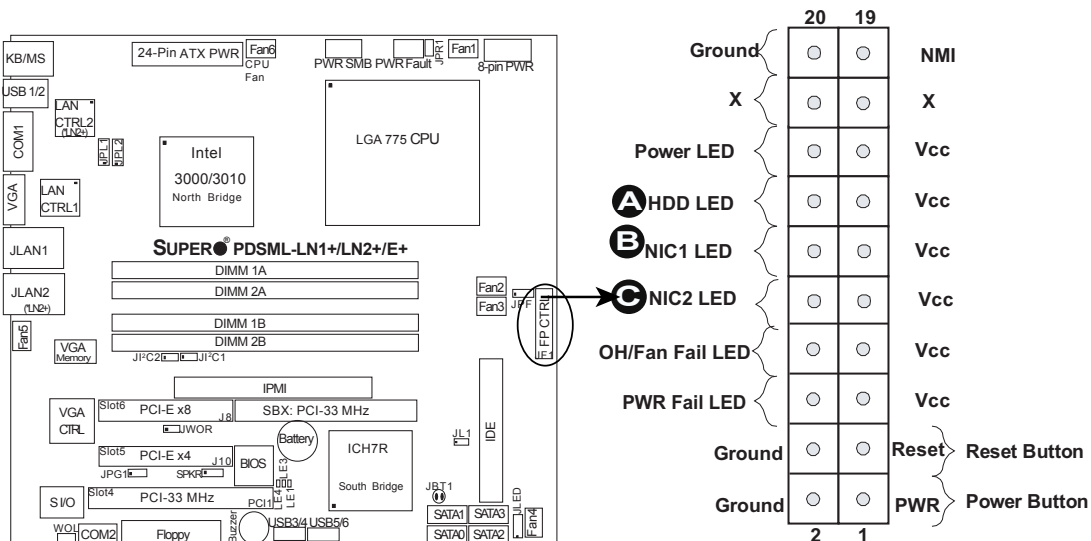 20 19
Ground NMI
X X
Power LED Vcc
A HDD LED Vcc
B NIC1 LED Vcc
C NIC2 LED Vcc
OH/Fan Fail LED Vcc
PWR Fail LED Vcc
Ground Reset Reset Button
Ground PWR Power Button
2 1
KB/MS
24-Pin ATX PWR
Fan6
CPU
Fan
PWR SMB
PWR Fault
JPR1
Fan1
8-pin PWR
USB 1/2
LAN
CTRL2
(*LN2+)
COM1
JPL1
JPL2
Intel
3000/3010
North Bridge
LGA 775 CPU
VGA
LAN
CTRL1
JLAN1
SUPER® PDSML-LN1+/LN2+/E+
DIMM 1A
DIMM 2A
JLAN2
(*LN2+)
Fan2
Fan3
JPF
FP CTRL
JF1
DIMM 1B
DIMM 2B
Fan5
VGA
Memory
JI²C2
JI²C1
IPMI
VGA
CTRL
Slot6
PCI-E x8
J8
SBX: PCI-33 MHz
JWOR
Battery
ICH7R
South Bridge
JL1
IDE
Slot5
PCI-E x4
J10
BIOS
JPG1
SPKR
LE3
LE4
LE1
S I/O
Slot4
PCI-33 MHz
PCI1
JBT1
WOL
COM2
Floppy
Buzzer
USB3/4
USB5/6
SATA1
SATA3
SATA0
SATA2
JLED
Fan4